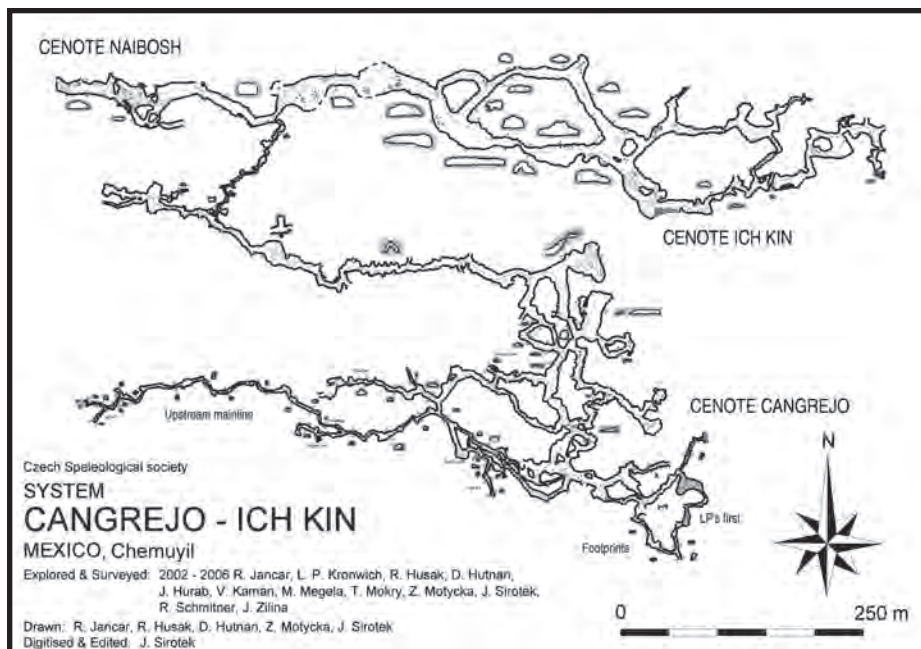 CENOTE NAIBOSH
CENOTE ICH KIN
CENOTE CANGREJO
Upstream mainline
N
LP's first
Footprints
Czech Speleological society
SYSTEM
CANGREJO - ICH KIN
MEXICO, Chemuyil
Explored & Surveyed: 2002 - 2006 R. Jancar, L. P. Kronwich, R. Husak, D. Hutnan,
J. Hurab, V. Kaman, M. Megela, T. Mokry, Z. Motycka, J. Sirotek,
R. Schmitner, J. Zilina
Drawn: R. Jancar, R. Husak, D. Hutnan, Z. Motycka, J. Sirotek
Digitised & Edited: J. Sirotek
0 250 m